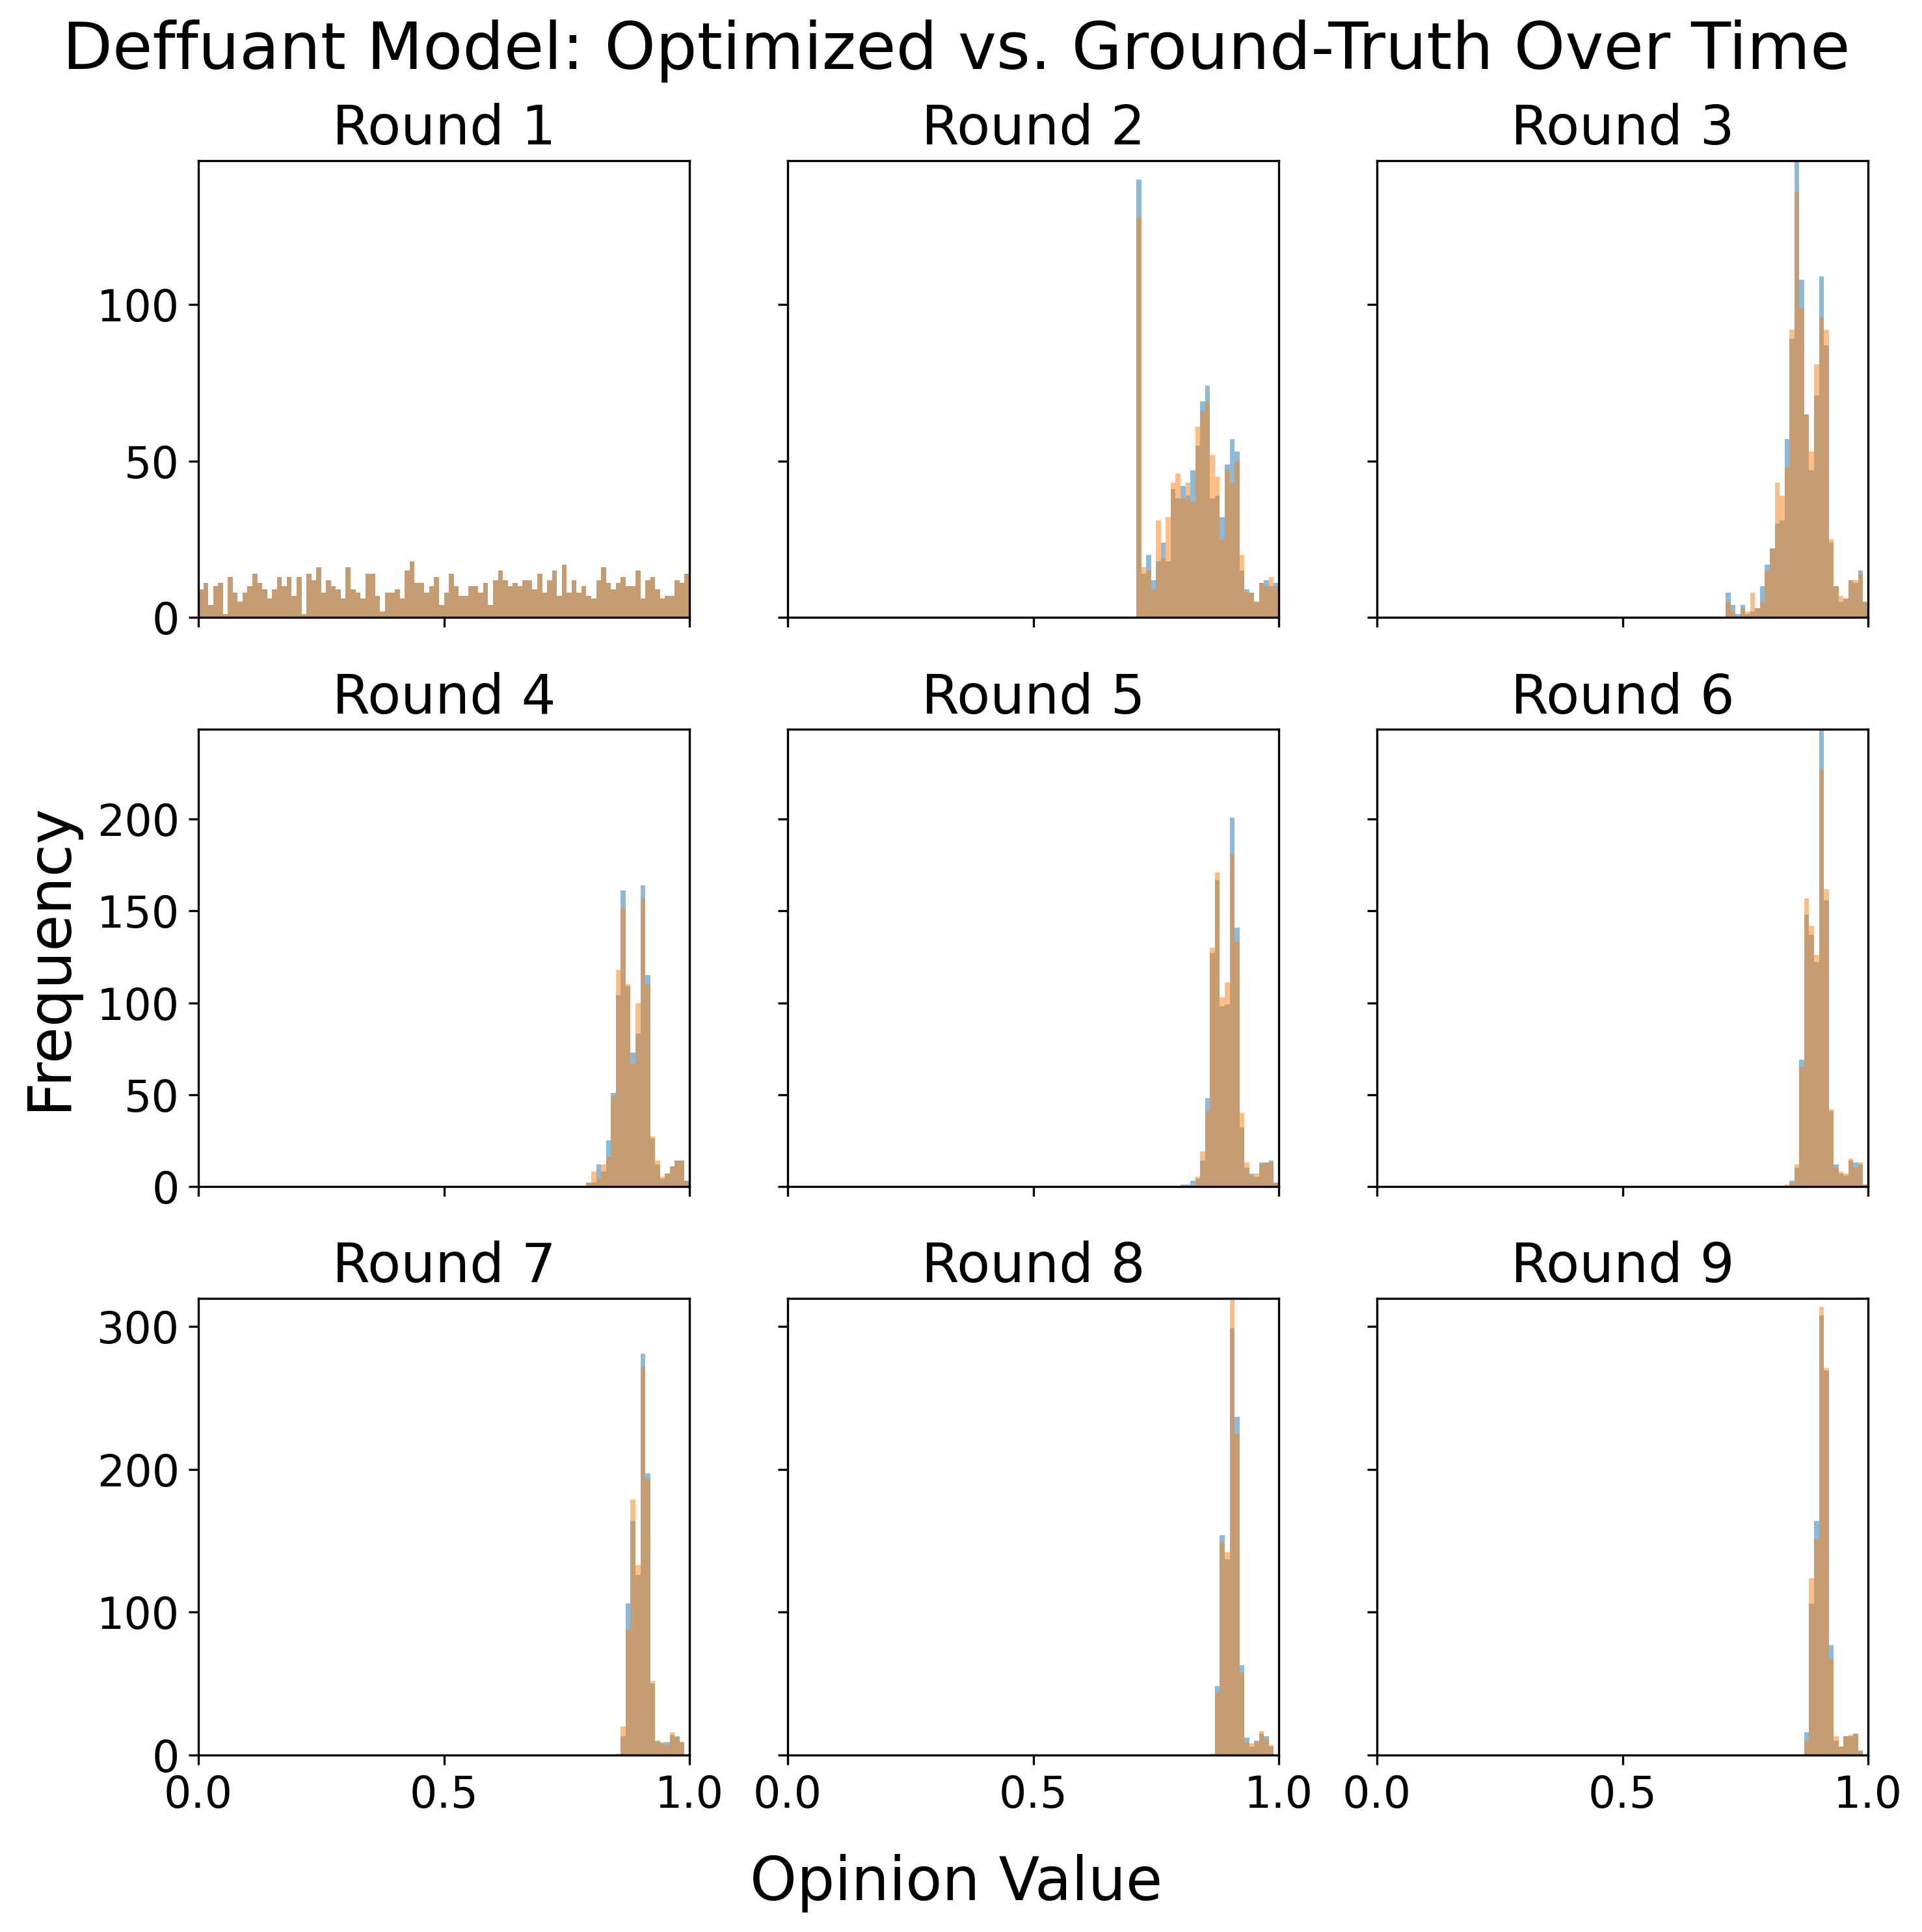 Deffuant Model: Optimized vs. Ground-Truth Over Time
Round 1
Round 2
Round 3
100
50
0
Round 4
Round 5
Round 6
Frequency
200
150
100
50
0
Round 7
Round 8
Round 9
300
200
100
0
0.0 0.5 1.0 0.0 0.5 1.0 0.0 0.5 1.0
Opinion Value